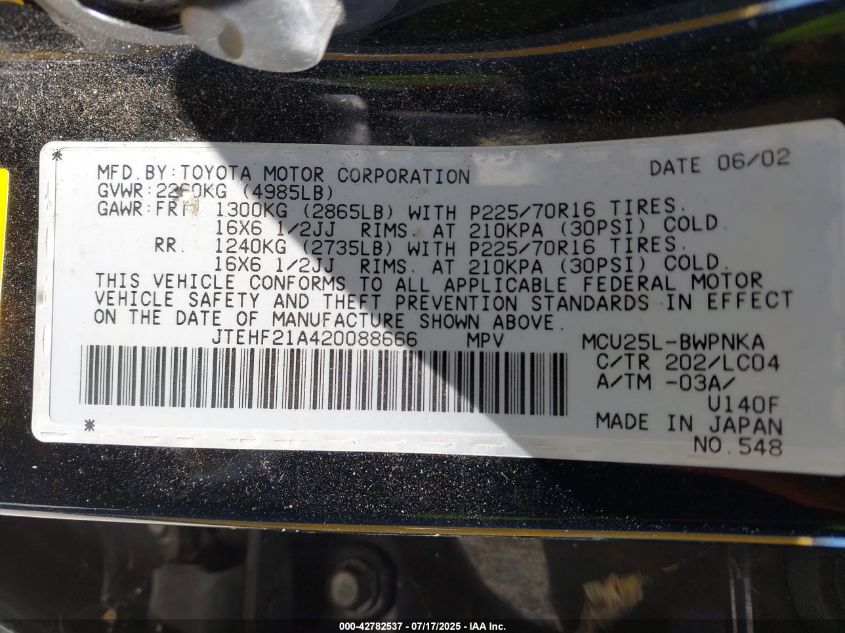 * MFD.BY:TOYOTA MOTOR CORPORATION DATE 06/02
GVWR:2260KG (4985LB)
GAWR:FRT 1300KG (2865LB) WITH P225/70R16 TIRES.
16X6 1/2JJ RIMS. AT 210KPA (30PSI) COLD.
RR. 1240KG (2735LB) WITH P225/70R16 TIRES.
16X6 1/2JJ RIMS. AT 210KPA (30PSI) COLD.
THIS VEHICLE CONFORMS TO ALL APPLICABLE FEDERAL MOTOR
VEHICLE SAFETY AND THEFT PREVENTION STANDARDS IN EFFECT
ON THE DATE OF MANUFACTURE SHOWN ABOVE.
JTEHF21A420088666 MPV MCU25L-BWPNKA
C/TR 202/LC04
A/TM -03A/
U140F
* MADE IN JAPAN
NO.548
000-42782537 - 07/17/2025 - IAA Inc.